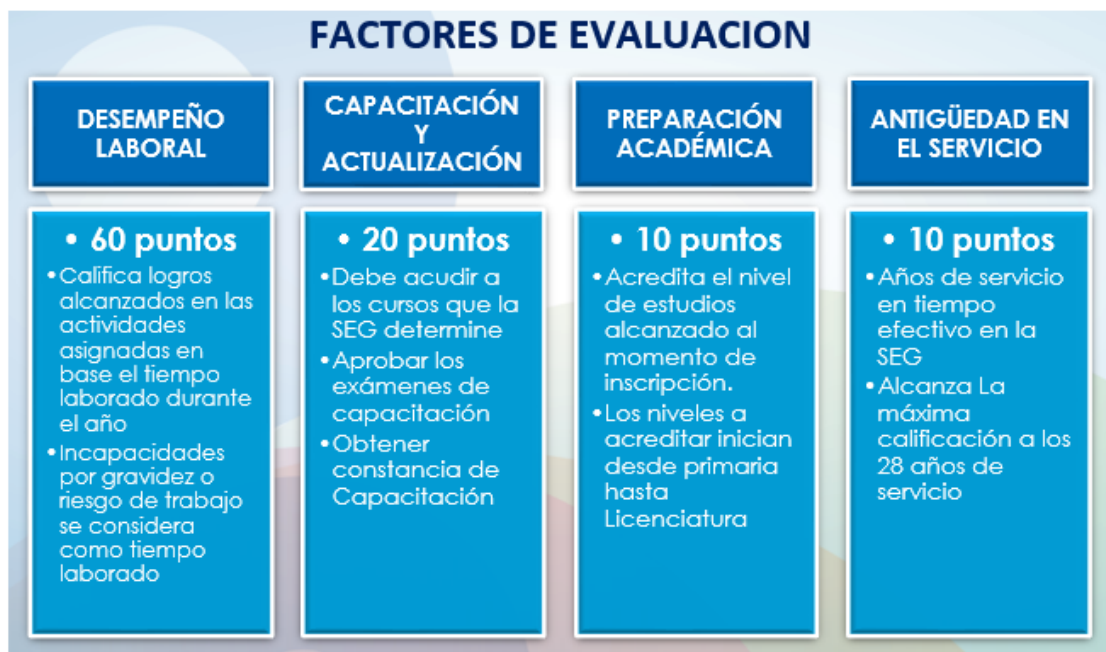 FACTORES DE EVALUACION
DESEMPEÑO
LABORAL
• 60 puntos
•Califica logros
alcanzados en las
actividades
asignadas en
base el tiempo
laborado durante
el año
•Incapacidades
por gravidez o
riesgo de trabajo
se considera
como tiempo
laborado
CAPACITACIÓN
Y
ACTUALIZACIÓN
• 20 puntos
•Debe acudir a
los cursos que la
SEG determine
•Aprobar los
exámenes de
capacitación
•Obtener
constancia de
Capacitación
PREPARACIÓN
ACADÉMICA
• 10 puntos
•Acredita el nivel
de estudios
alcanzado al
momento de
inscripción.
•Los niveles a
acreditar inician
desde primaria
hasta
Licenciatura
ANTIGÜEDAD EN
EL SERVICIO
• 10 puntos
•Años de servicio
en tiempo
efectivo en la
SEG
•Alcanza La
máxima
calificación a los
28 años de
servicio